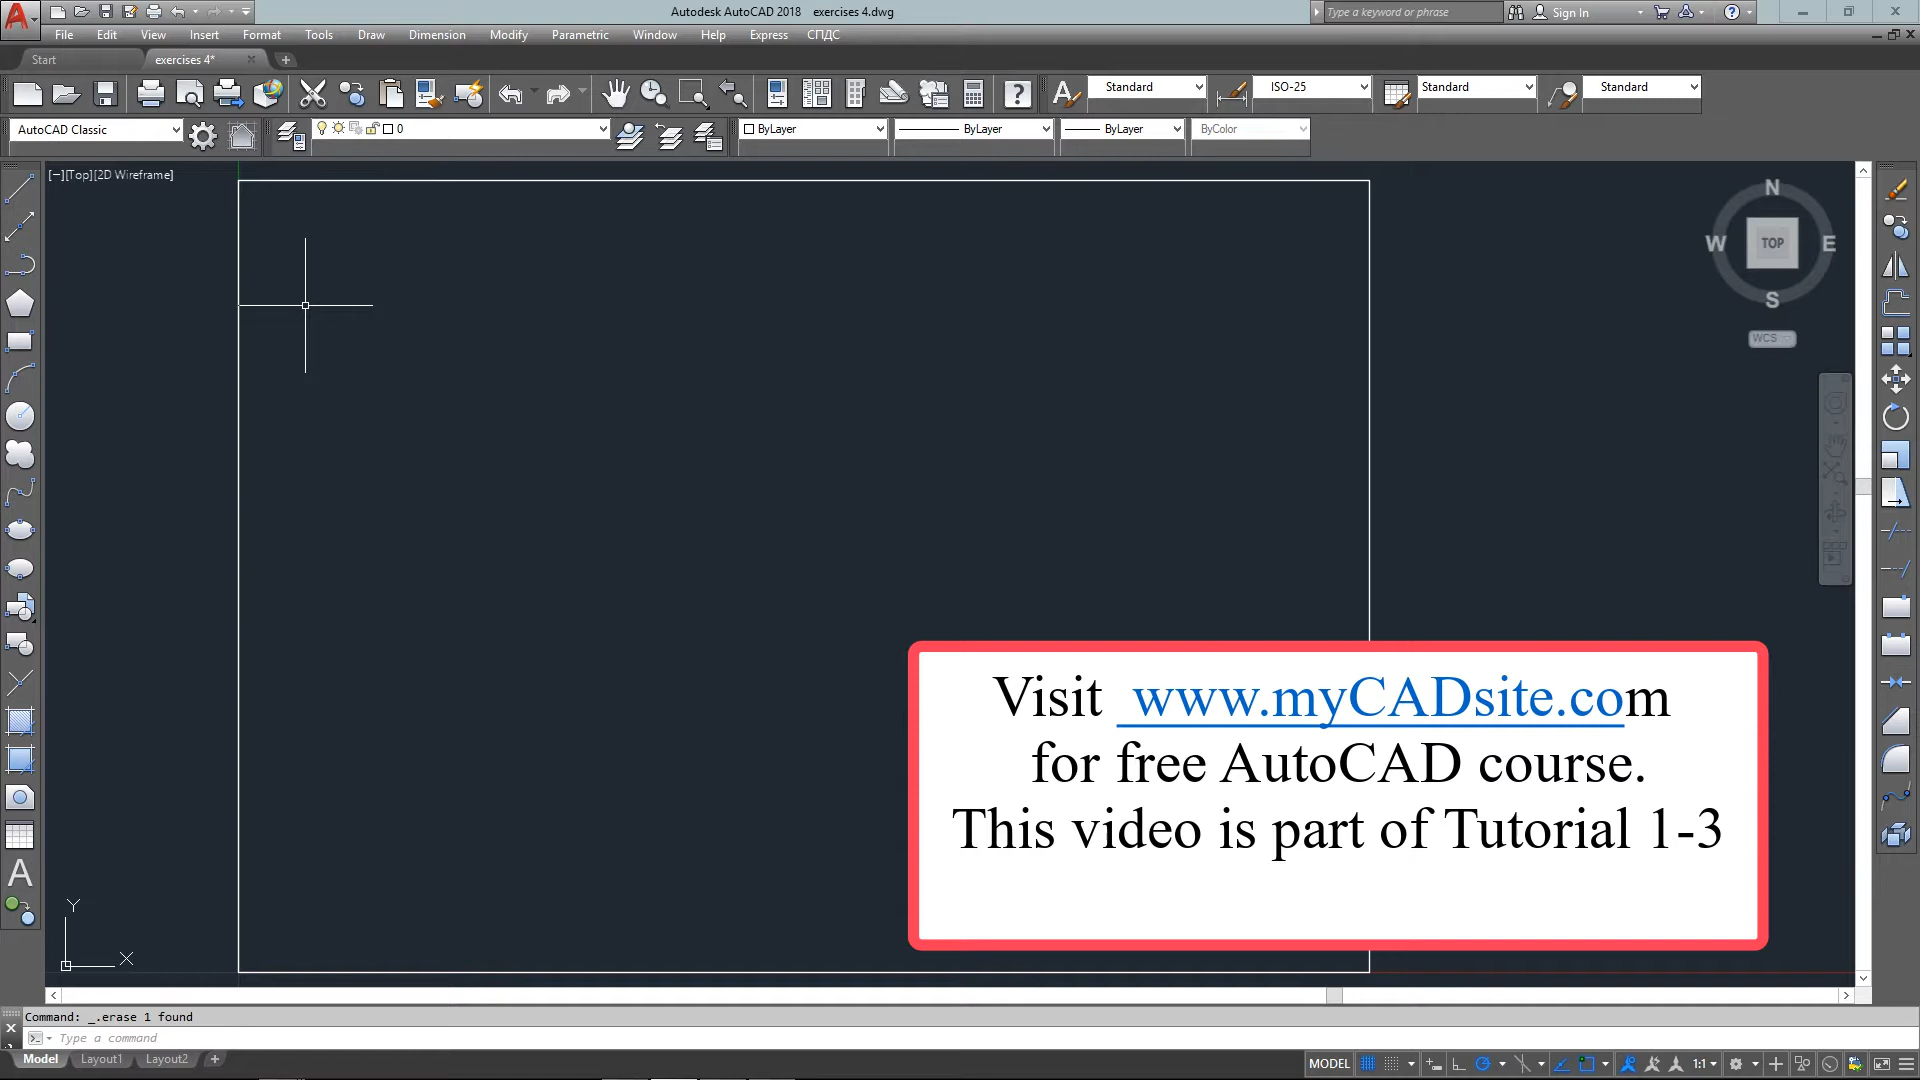 Autodesk AutoCAD 2018 exercises 4.dwg
Type a keyword or phrase
Sign In
File Edit View Insert Format Tools Draw Dimension Modify Parametric Window Help Express СПДС
Start
exercises 4*
Standard
ISO-25
Standard
Standard
AutoCAD Classic
0
ByLayer
ByLayer
ByLayer
ByColor
[−][Top][2D Wireframe]
N
W
TOP
E
S
WCS
Visit www.myCADsite.com
for free AutoCAD course.
This video is part of Tutorial 1-3
Y
X
Command: _.erase 1 found
Type a command
Model Layout1 Layout2
MODEL
1:1